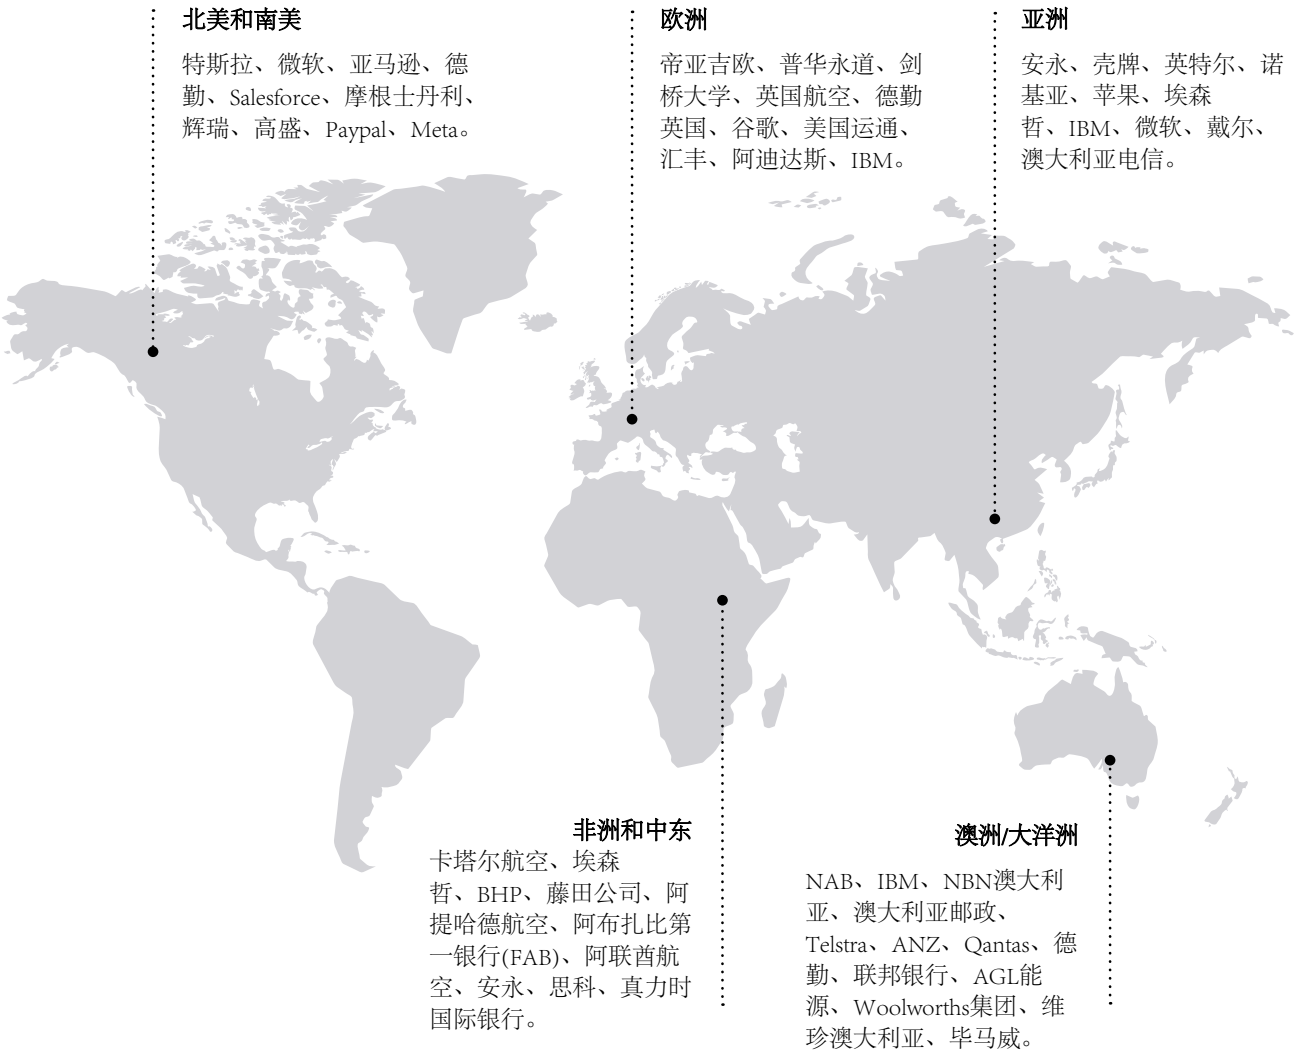 北美和南美
特斯拉、微软、亚马逊、德
勤、Salesforce、摩根士丹利、
辉瑞、高盛、Paypal、Meta。
欧洲
帝亚吉欧、普华永道、剑
桥大学、英国航空、德勤
英国、谷歌、美国运通、
汇丰、阿迪达斯、IBM。
亚洲
安永、壳牌、英特尔、诺
基亚、苹果、埃森
哲、IBM、微软、戴尔、
澳大利亚电信。
非洲和中东
卡塔尔航空、埃森
哲、BHP、藤田公司、阿
提哈德航空、阿布扎比第
一银行(FAB)、阿联酋航
空、安永、思科、真力时
国际银行。
澳洲/大洋洲
NAB、IBM、NBN澳大利
亚、澳大利亚邮政、
Telstra、ANZ、Qantas、德
勤、联邦银行、AGL能
源、Woolworths集团、维
珍澳大利亚、毕马威。